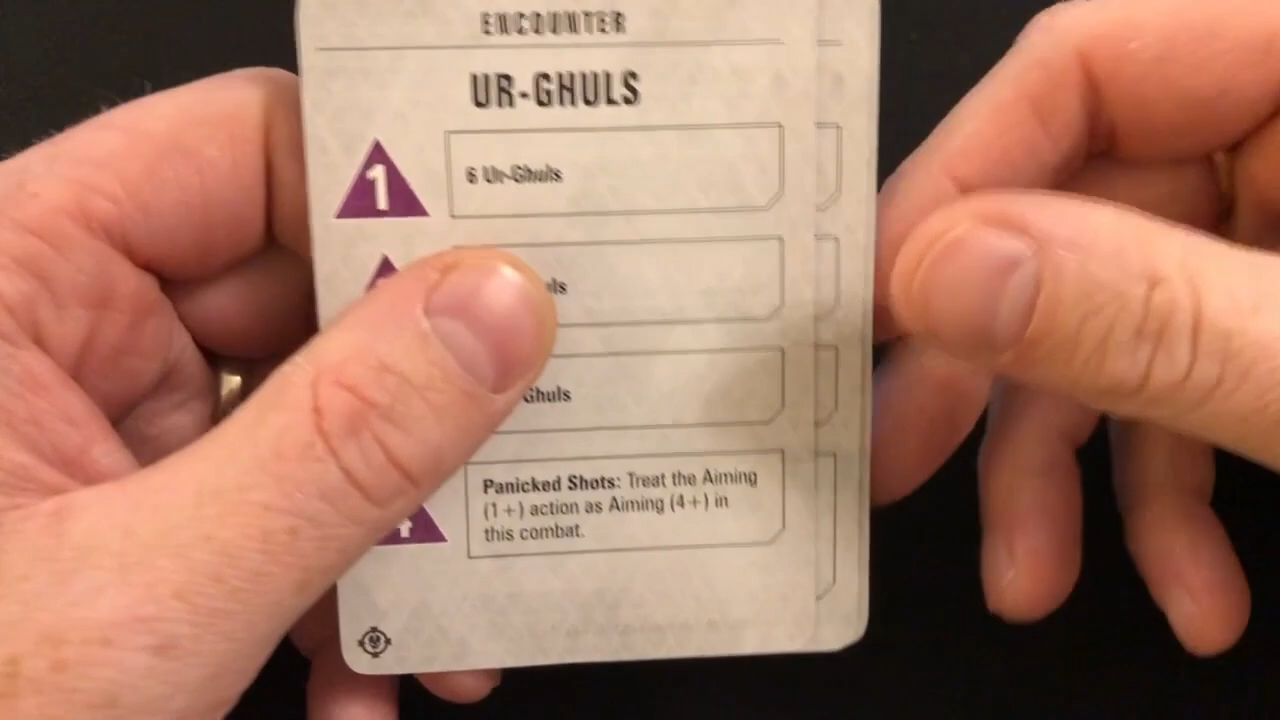 ENCOUNTER
UR-GHULS
1
6 Ur-Ghuls
Ghuls
Panicked Shots: Treat the Aiming
(1+) action as Aiming (4+) in
this combat.
4